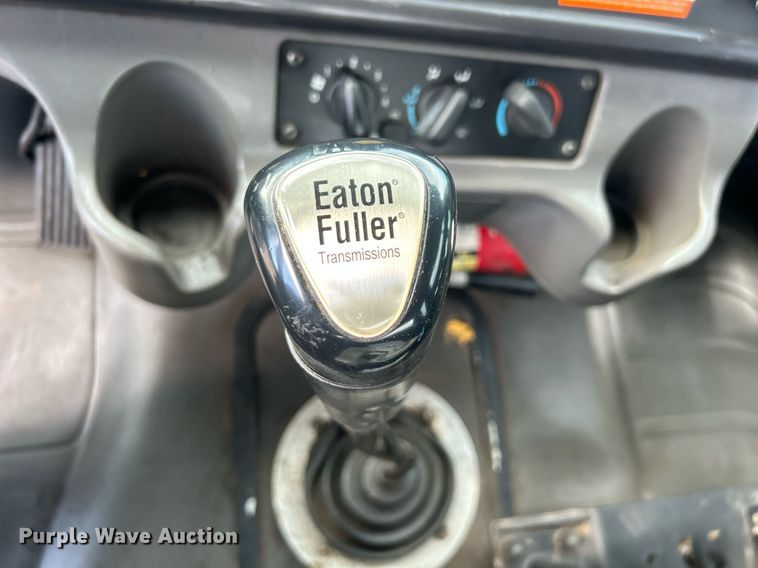 Eaton®
Fuller®
Transmissions
Purple Wave Auction®